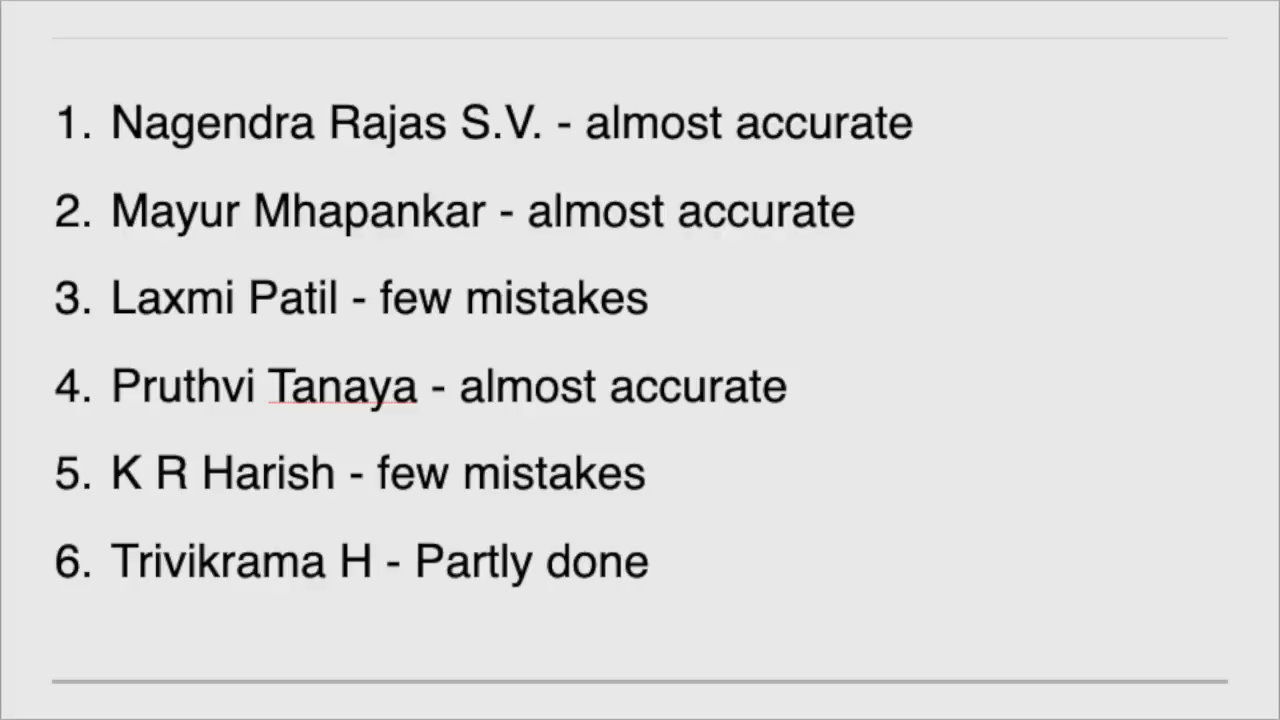 1. Nagendra Rajas S.V. - almost accurate
2. Mayur Mhapankar - almost accurate
3. Laxmi Patil - few mistakes
4. Pruthvi Tanaya - almost accurate
5. K R Harish - few mistakes
6. Trivikrama H - Partly done